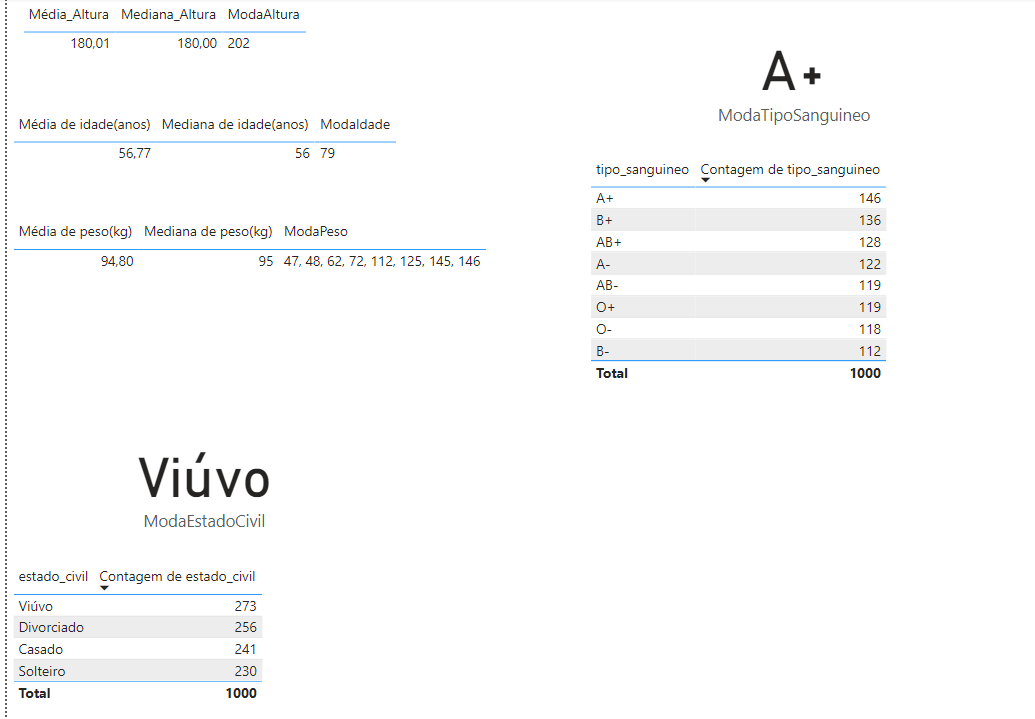 Média_Altura Mediana_Altura ModaAltura
180,01 180,00 202
Média de idade(anos) Mediana de idade(anos) ModaIdade
56,77 56 79
Média de peso(kg) Mediana de peso(kg) ModaPeso
94,80 95 47, 48, 62, 72, 112, 125, 145, 146
A+
ModaTipoSanguineo
tipo_sanguineo Contagem de tipo_sanguineo
A+ 146
B+ 136
AB+ 128
A- 122
AB- 119
O+ 119
O- 118
B- 112
Total 1000
Viúvo
ModaEstadoCivil
estado_civil Contagem de estado_civil
Viúvo 273
Divorciado 256
Casado 241
Solteiro 230
Total 1000